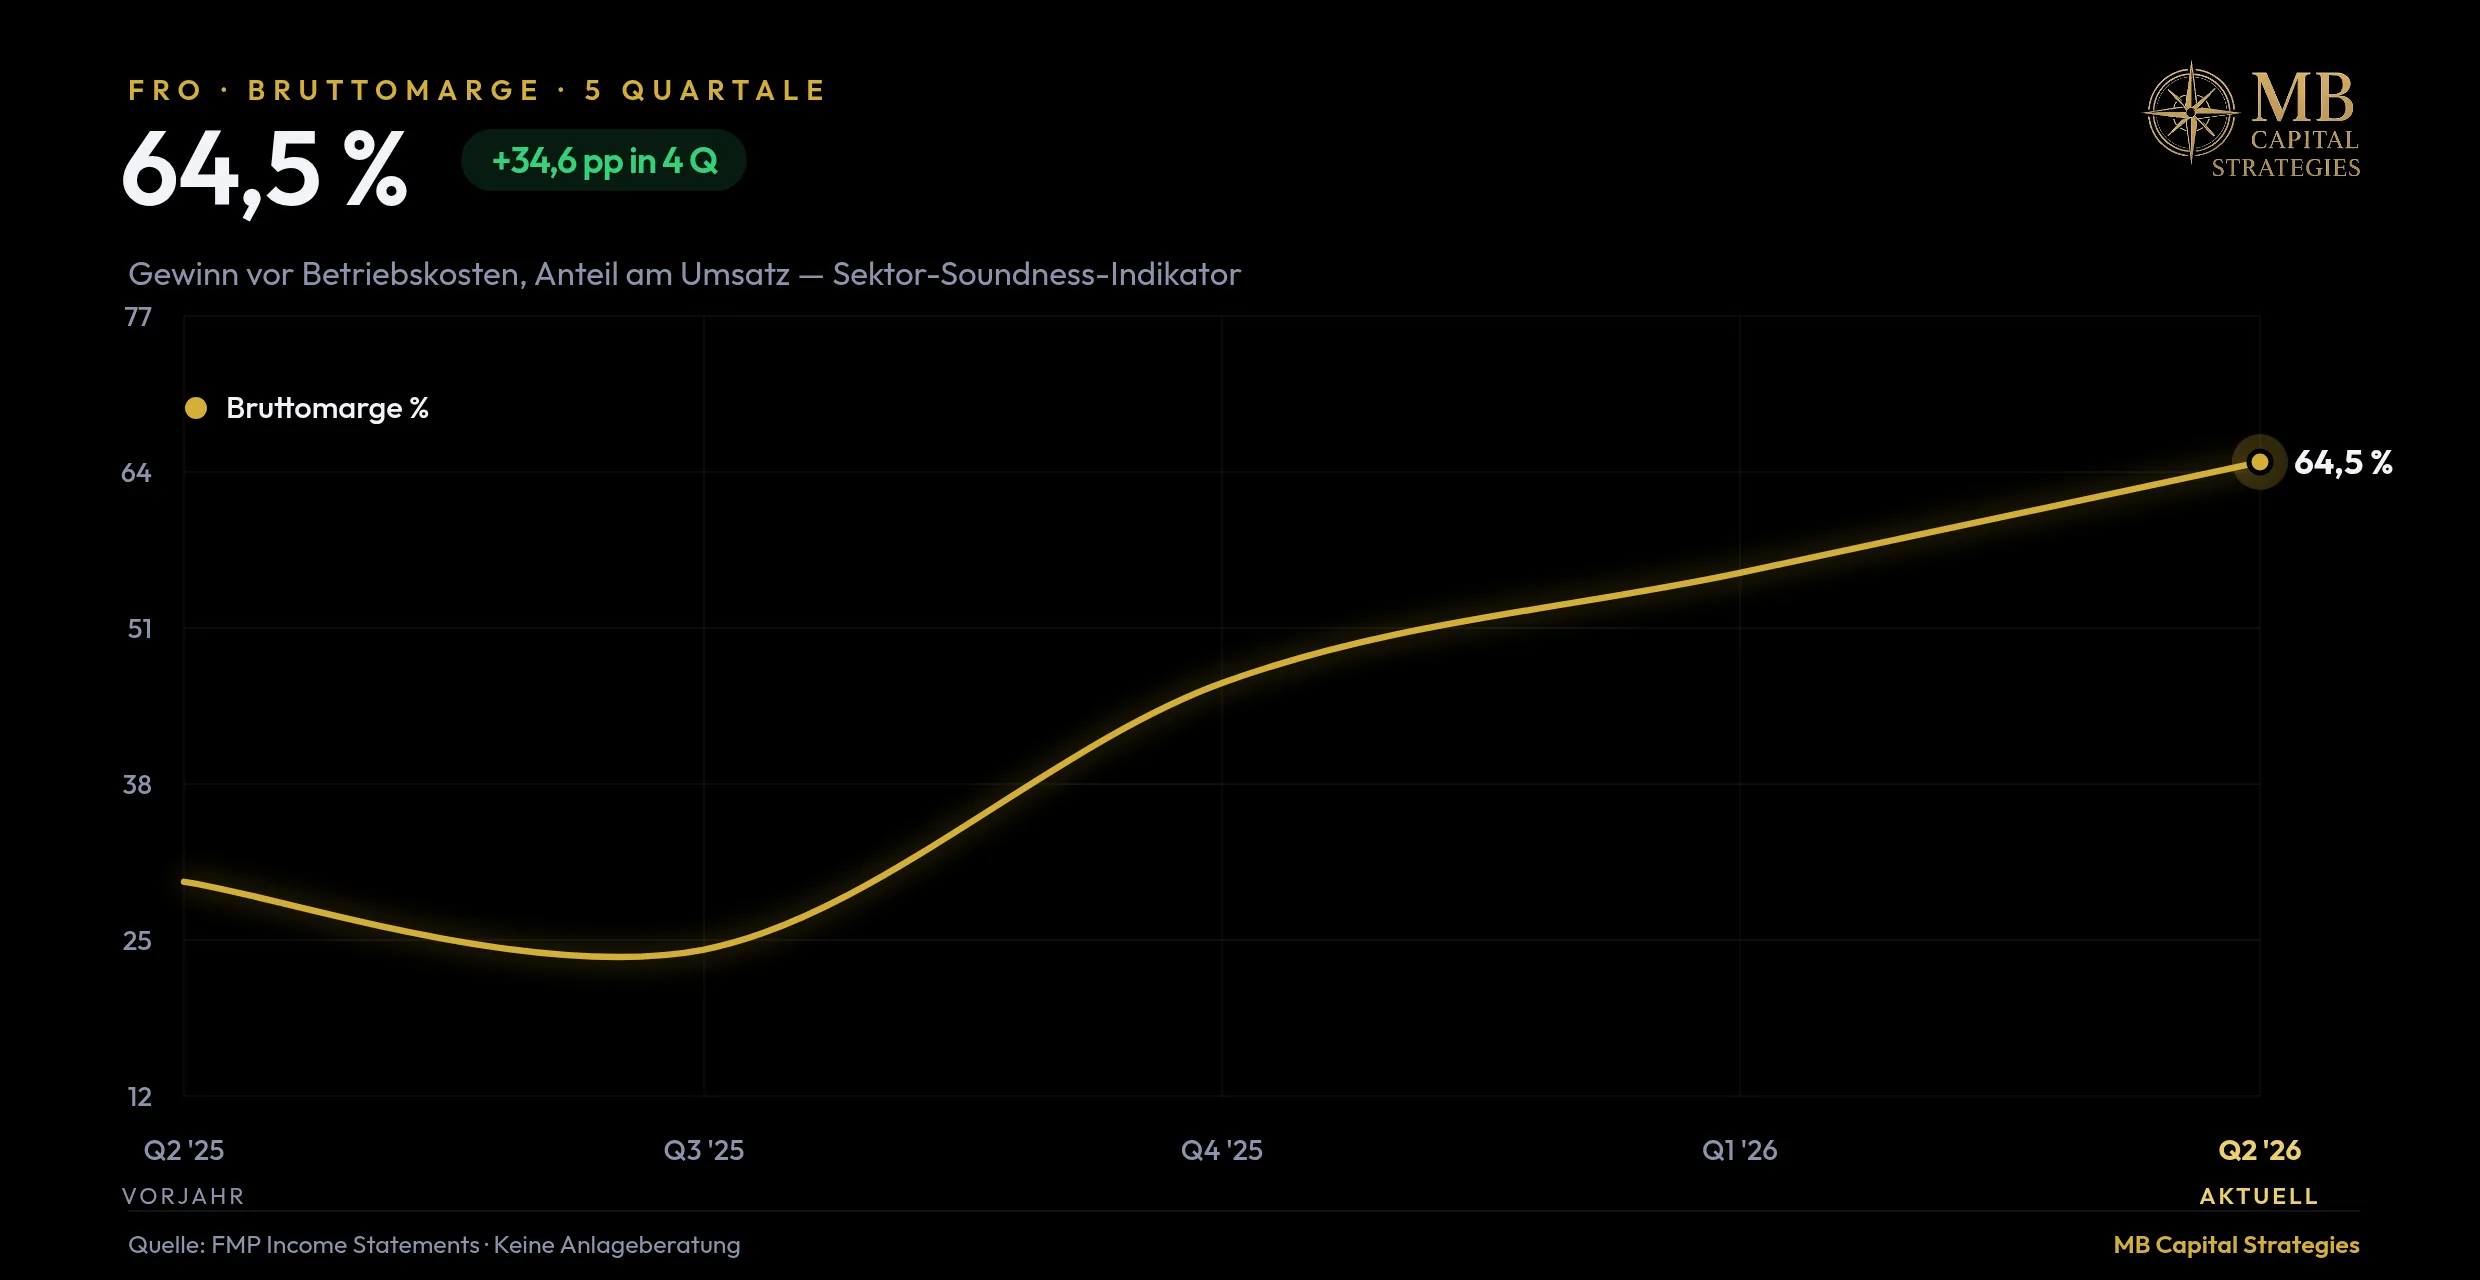 FRO · BRUTTOMARGE · 5 QUARTALE
64,5 %
+34,6 pp in 4 Q
MB
CAPITAL
STRATEGIES
Gewinn vor Betriebskosten, Anteil am Umsatz — Sektor-Soundness-Indikator
77
Bruttomarge %
64
64,5 %
51
38
25
12
Q2 '25
Q3 '25
Q4 '25
Q1 '26
Q2 '26
VORJAHR
AKTUELL
Quelle: FMP Income Statements · Keine Anlageberatung
MB Capital Strategies